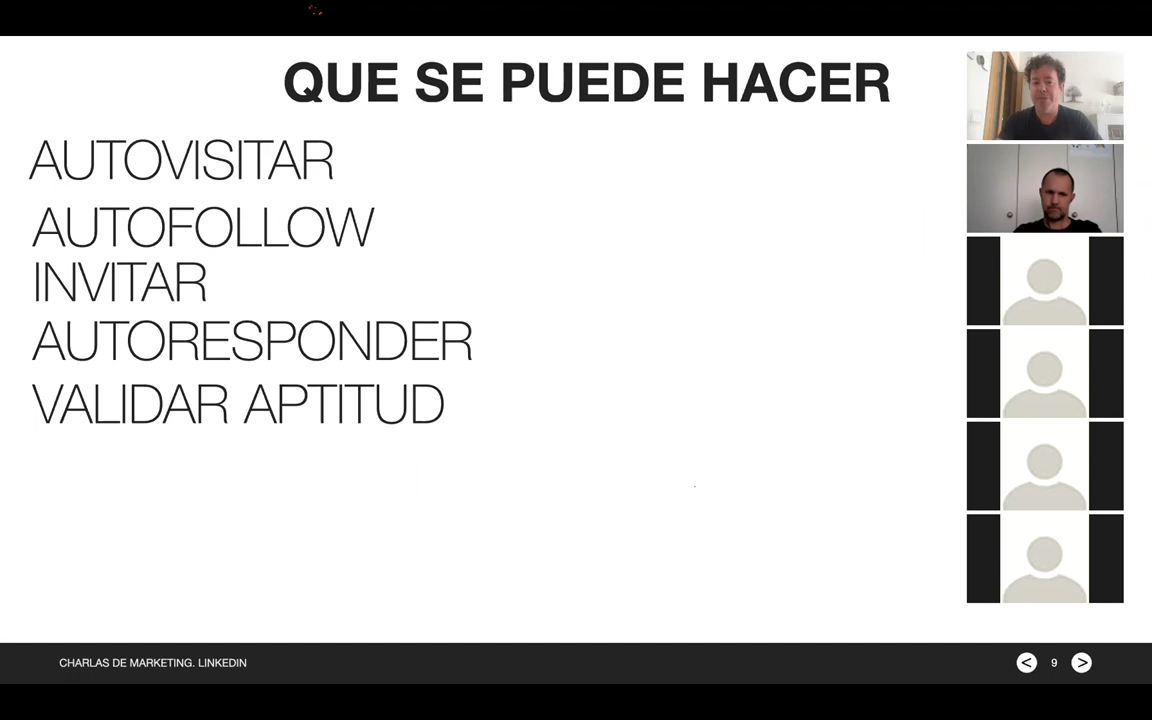 QUE SE PUEDE HACER
AUTOVISITAR
AUTOFOLLOW
INVITAR
AUTORESPONDER
VALIDAR APTITUD
CHARLAS DE MARKETING. LINKEDIN
< 9 >